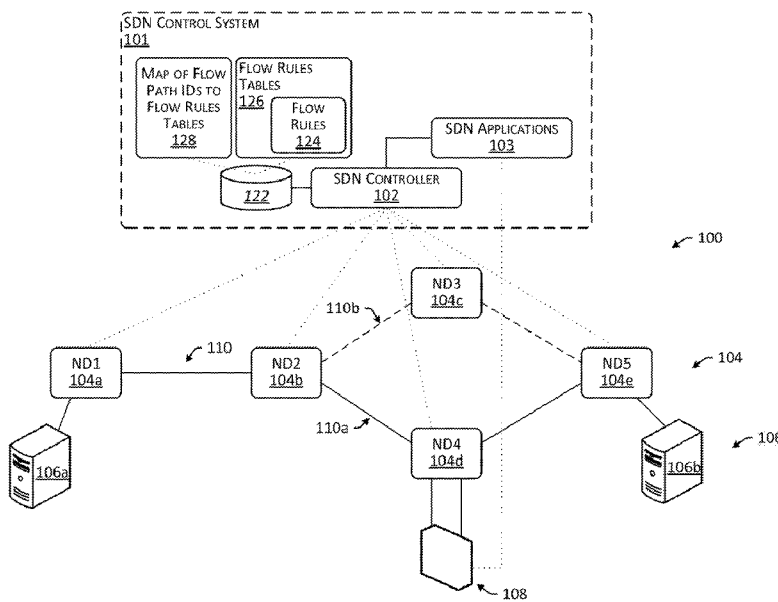 SDN CONTROL SYSTEM
101
MAP OF FLOW
PATH IDS TO
FLOW RULES
TABLES
128
FLOW RULES
TABLES
126
FLOW
RULES
124
SDN APPLICATIONS
103
122
SDN CONTROLLER
102
100
ND3
104c
110b
110
ND1
104a
ND2
104b
ND5
104e
104
110a
ND4
104d
106a
106b
106
108